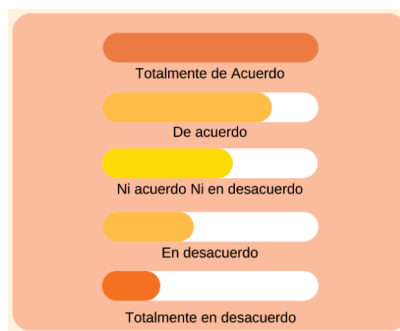 Totalmente de Acuerdo
De acuerdo
Ni acuerdo Ni en desacuerdo
En desacuerdo
Totalmente en desacuerdo